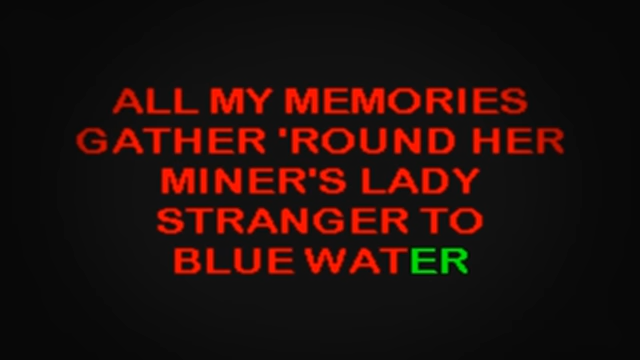 ALL MY MEMORIES
GATHER 'ROUND HER
MINER'S LADY
STRANGER TO
BLUE WATER